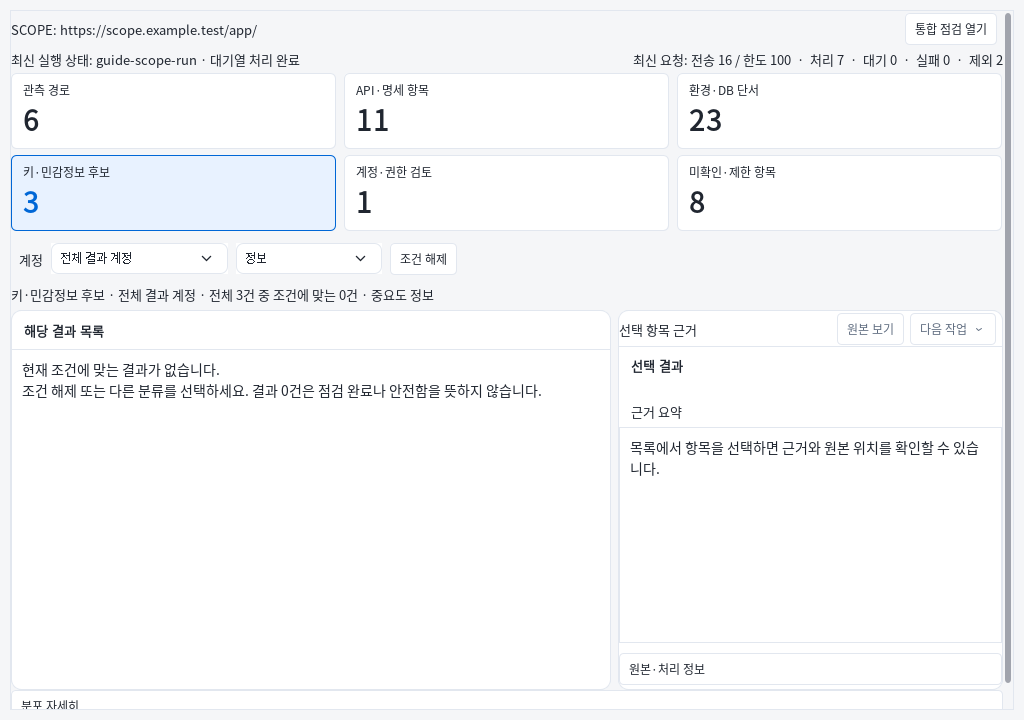 SCOPE: https://scope.example.test/app/
통합 점검 열기
최신 실행 상태: guide-scope-run · 대기열 처리 완료
최신 요청: 전송 16 / 한도 100 · 처리 7 · 대기 0 · 실패 0 · 제외 2
관측 경로
6
API·명세 항목
11
환경·DB 단서
23
키·민감정보 후보
3
계정·권한 검토
1
미확인·제한 항목
8
계정
전체 결과 계정
정보
조건 해제
키·민감정보 후보 · 전체 결과 계정 · 전체 3건 중 조건에 맞는 0건 · 중요도 정보
해당 결과 목록
현재 조건에 맞는 결과가 없습니다.
조건 해제 또는 다른 분류를 선택하세요. 결과 0건은 점검 완료나 안전함을 뜻하지 않습니다.
선택 항목 근거
원본 보기
다음 작업
선택 결과
근거 요약
목록에서 항목을 선택하면 근거와 원본 위치를 확인할 수 있습
니다.
원본·처리 정보
분포 자세히